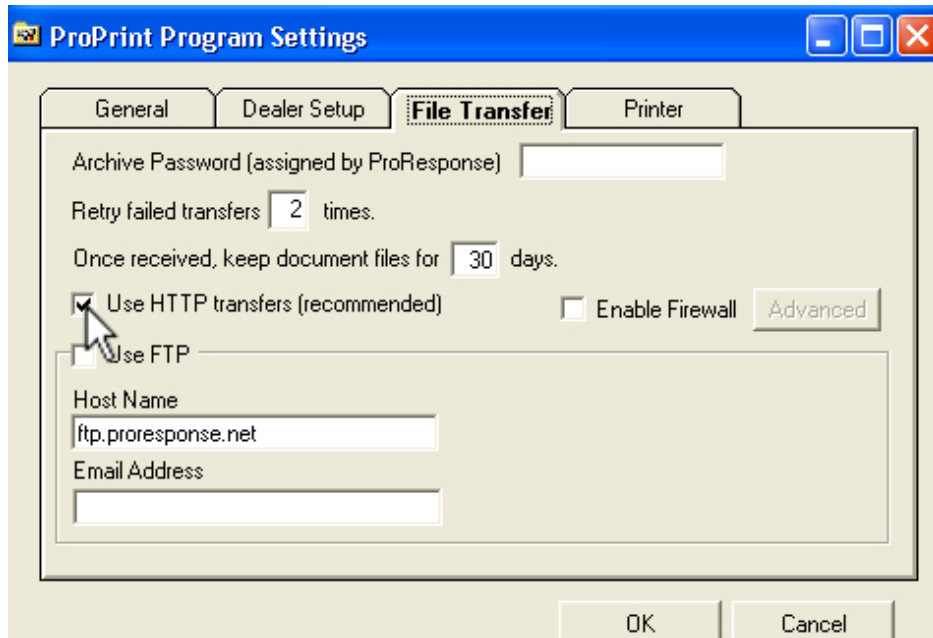 ProPrint Program Settings
General Dealer Setup File Transfer Printer
Archive Password (assigned by ProResponse)
Retry failed transfers 2 times.
Once received, keep document files for 30 days.
Use HTTP transfers (recommended) Enable Firewall Advanced
Use FTP
Host Name
ftp.proresponse.net
Email Address
OK Cancel